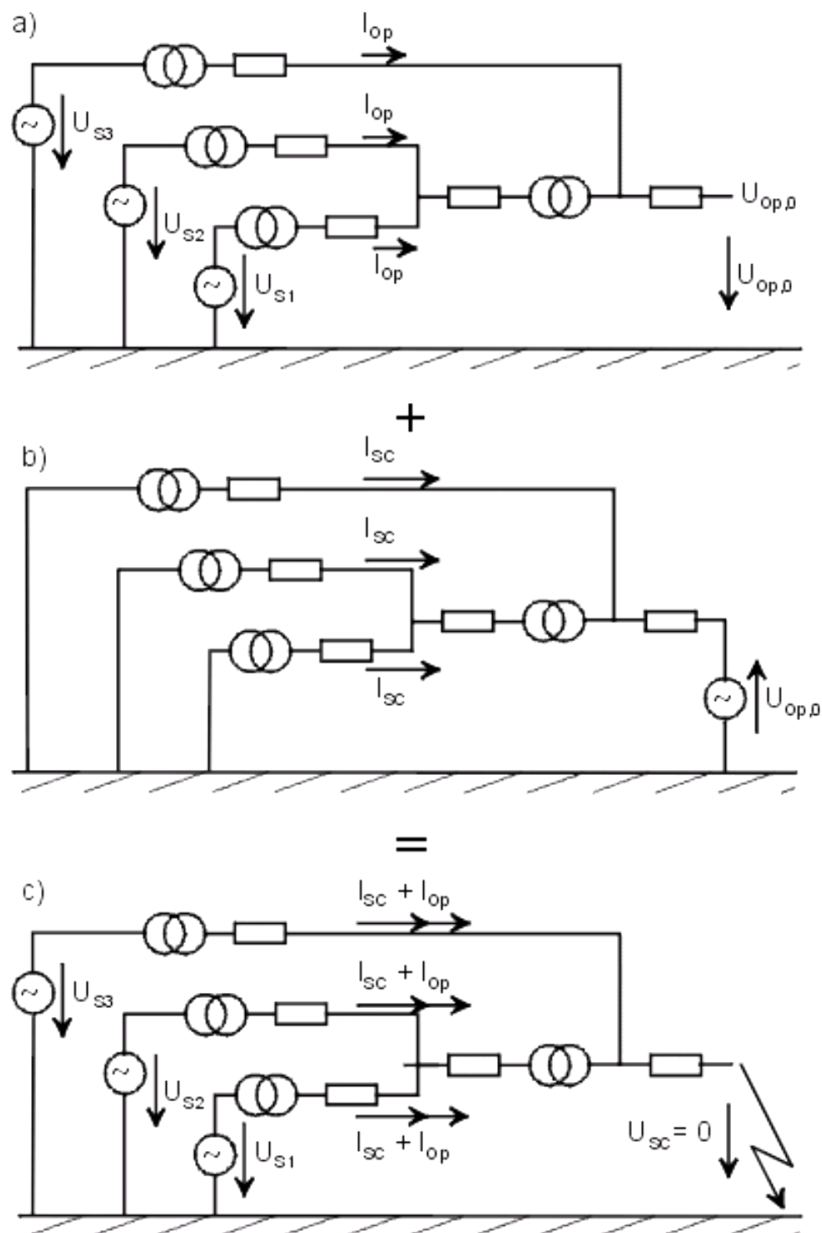 a)
I_op
U_S3
I_op
U_S2
I_op
U_S1
U_op,0
U_op,0
+
b)
I_sc
I_sc
I_sc
U_op,0
=
c)
I_sc + I_op
U_S3
I_sc + I_op
U_S2
I_sc + I_op
U_S1
U_sc = 0